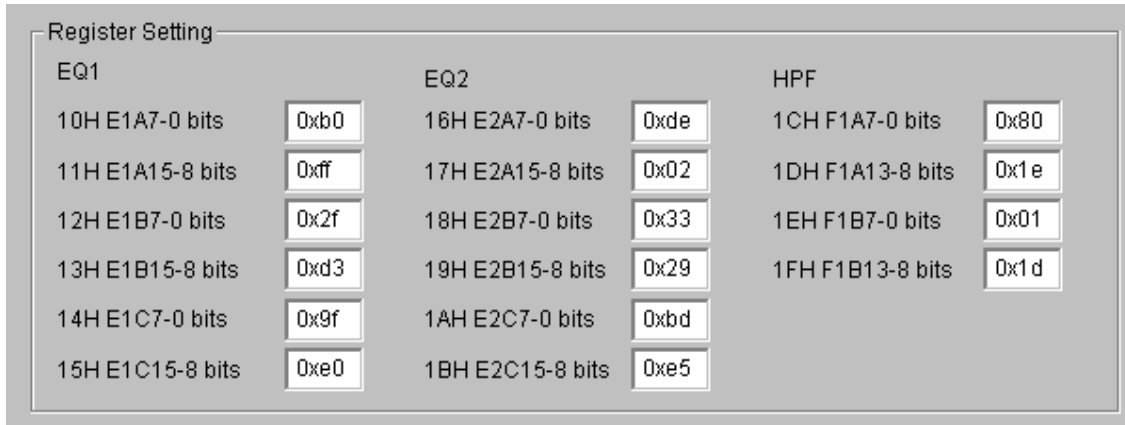 Register Setting
EQ1 EQ2 HPF
10H E1A7-0 bits 0xb0 16H E2A7-0 bits 0xde 1CH F1A7-0 bits 0x80
11H E1A15-8 bits 0xff 17H E2A15-8 bits 0x02 1DH F1A13-8 bits 0x1e
12H E1B7-0 bits 0x2f 18H E2B7-0 bits 0x33 1EH F1B7-0 bits 0x01
13H E1B15-8 bits 0xd3 19H E2B15-8 bits 0x29 1FH F1B13-8 bits 0x1d
14H E1C7-0 bits 0x9f 1AH E2C7-0 bits 0xbd
15H E1C15-8 bits 0xe0 1BH E2C15-8 bits 0xe5